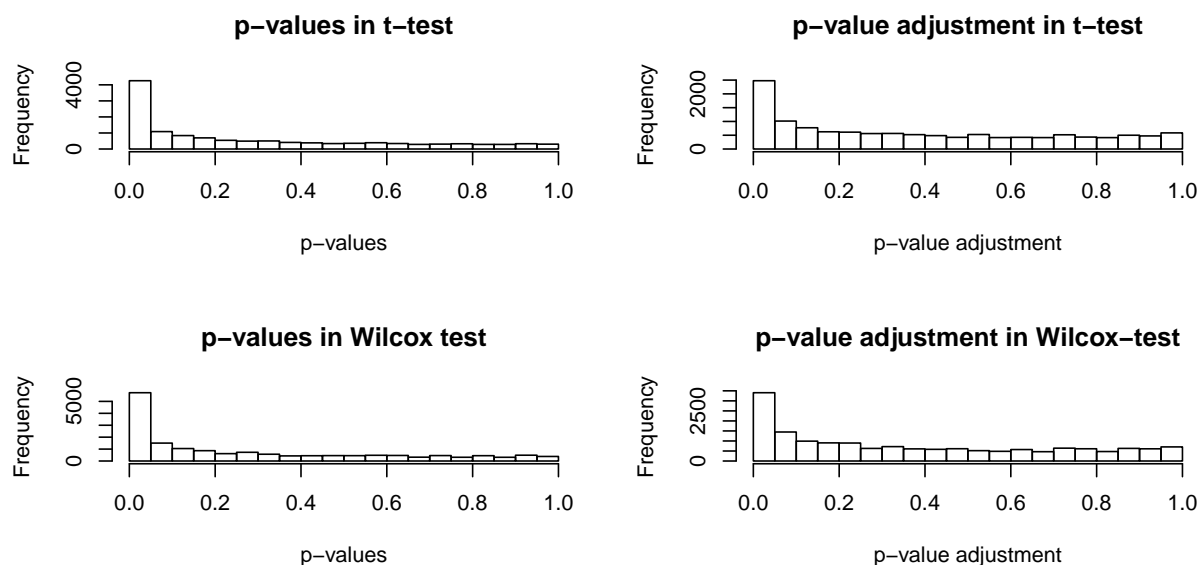 p−values in t−test
Frequency
0
4000
0.0 0.2 0.4 0.6 0.8 1.0
p−values
p−value adjustment in t−test
Frequency
0
2000
0.0 0.2 0.4 0.6 0.8 1.0
p−value adjustment
p−values in Wilcox test
Frequency
0
5000
0.0 0.2 0.4 0.6 0.8 1.0
p−values
p−value adjustment in Wilcox−test
Frequency
0
2500
0.0 0.2 0.4 0.6 0.8 1.0
p−value adjustment